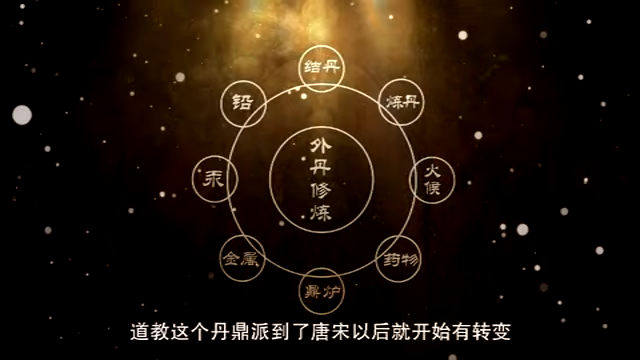 结丹
铅
炼丹
外丹修炼
汞
火候
金属
药物
鼎炉
道教这个丹鼎派到了唐宋以后就开始有转变